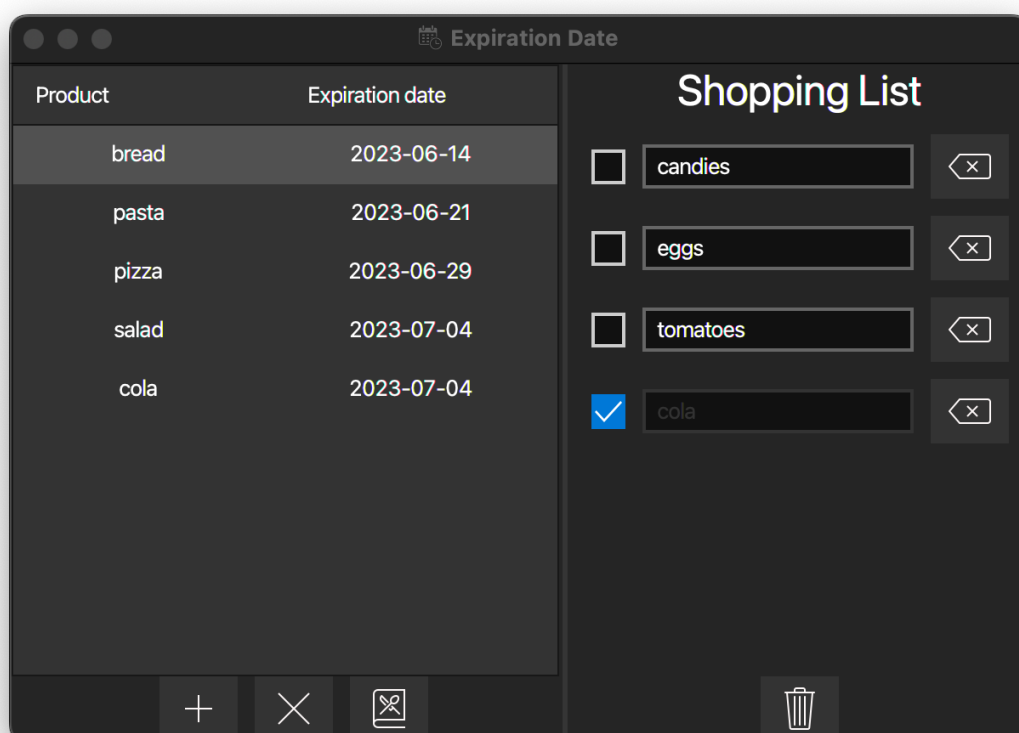 Expiration Date
Product Expiration date
bread 2023-06-14
pasta 2023-06-21
pizza 2023-06-29
salad 2023-07-04
cola 2023-07-04
Shopping List
candies
eggs
tomatoes
cola